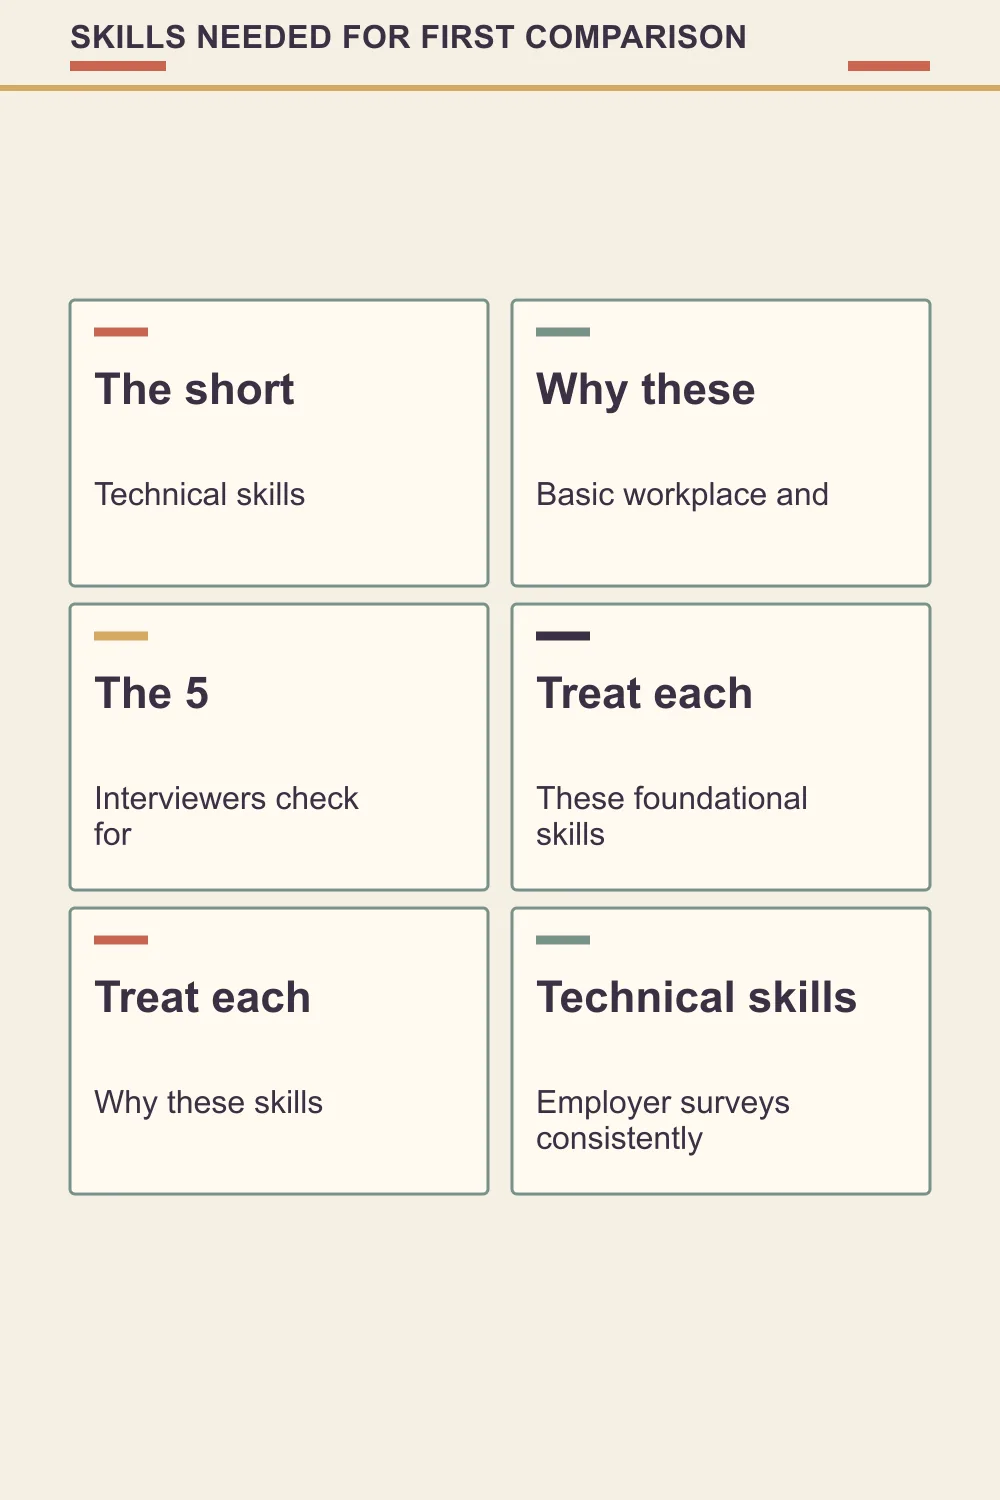 SKILLS NEEDED FOR FIRST COMPARISON
The short
Technical skills
Why these
Basic workplace and
The 5
Interviewers check
for
Treat each
These foundational
skills
Treat each
Why these skills
Technical skills
Employer surveys
consistently